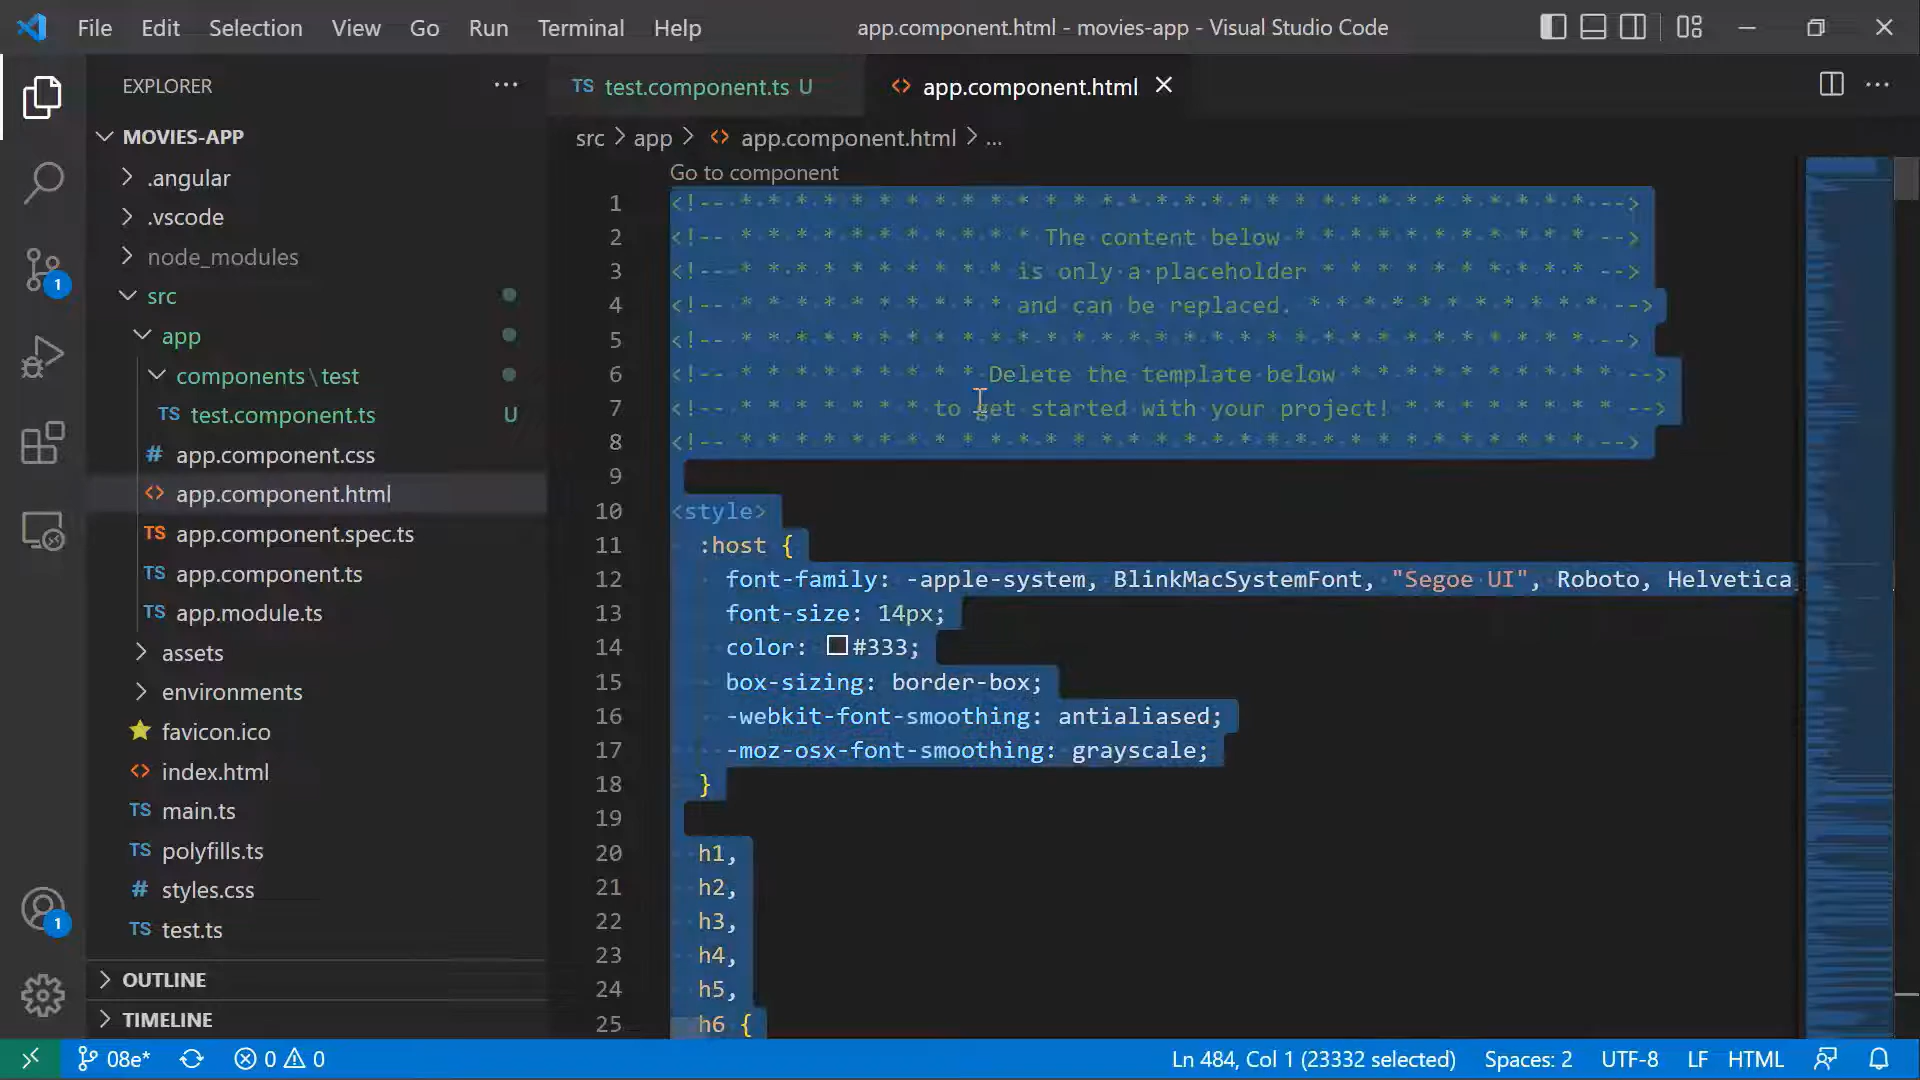 File Edit Selection View Go Run Terminal Help
app.component.html - movies-app - Visual Studio Code
EXPLORER
MOVIES-APP
.angular
.vscode
node_modules
src
app
components\test
TS test.component.ts U
# app.component.css
<> app.component.html
TS app.component.spec.ts
TS app.component.ts
TS app.module.ts
assets
environments
favicon.ico
<> index.html
TS main.ts
TS polyfills.ts
# styles.css
TS test.ts
OUTLINE
TIMELINE
1
1
TS test.component.ts U
<> app.component.html
src > app > <> app.component.html > ...
Go to component
1 <!-- * * * * * * * * * * * * * * * * * * * * * * * * * * * * * * * -->
2 <!-- * * * * * * * * * * * The content below * * * * * * * * * * * -->
3 <!-- * * * * * * * * * * is only a placeholder * * * * * * * * * * -->
4 <!-- * * * * * * * * * * and can be replaced. * * * * * * * * * * * -->
5 <!-- * * * * * * * * * * * * * * * * * * * * * * * * * * * * * * * -->
6 <!-- * * * * * * * * * Delete the template below * * * * * * * * * * -->
7 <!-- * * * * * * * to get started with your project! * * * * * * * * -->
8 <!-- * * * * * * * * * * * * * * * * * * * * * * * * * * * * * * * -->
9
10 <style>
11 :host {
12 font-family: -apple-system, BlinkMacSystemFont, "Segoe UI", Roboto, Helvetica
13 font-size: 14px;
14 color: #333;
15 box-sizing: border-box;
16 -webkit-font-smoothing: antialiased;
17 -moz-osx-font-smoothing: grayscale;
18 }
19
20 h1,
21 h2,
22 h3,
23 h4,
24 h5,
25 h6 {
08e* 0 0
Ln 484, Col 1 (23332 selected) Spaces: 2 UTF-8 LF HTML